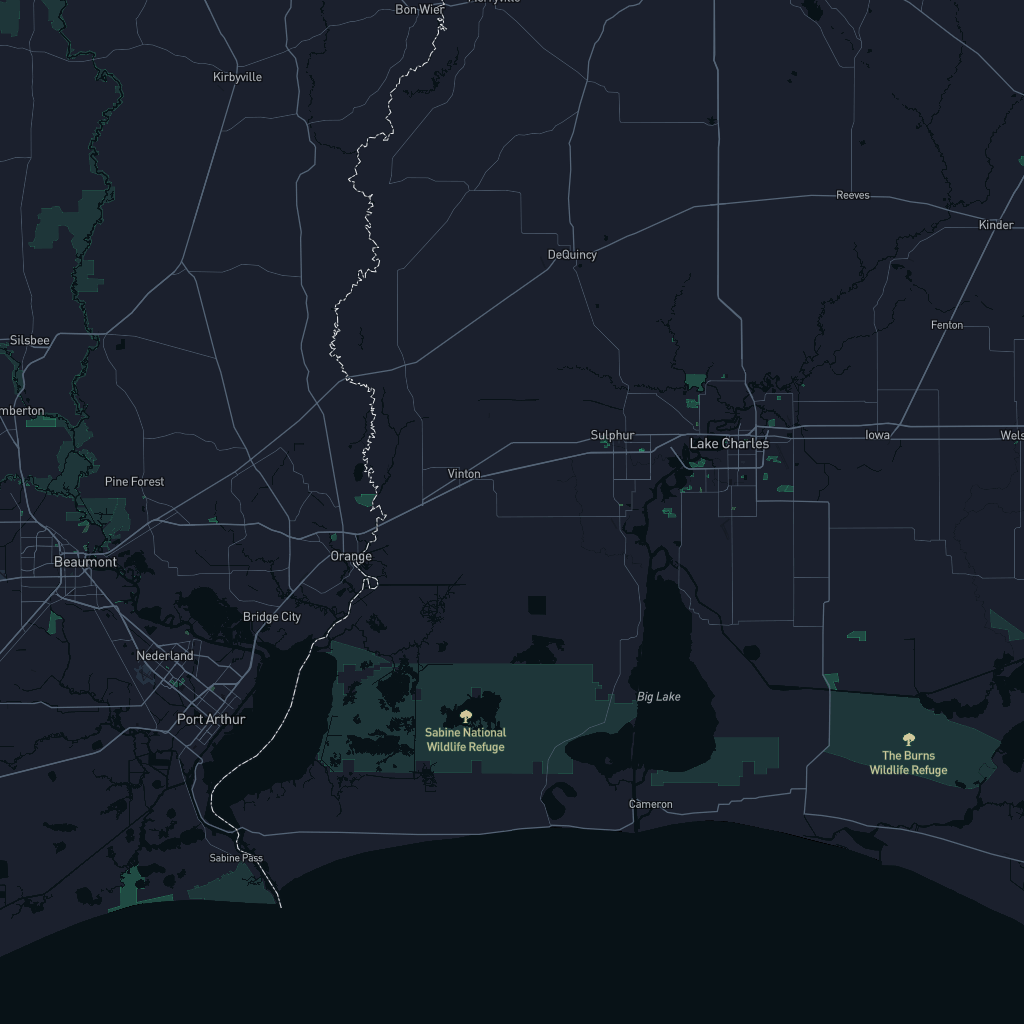 Bon Wier
Merryville
Kirbyville
Reeves
Kinder
DeQuincy
Fenton
Silsbee
mberton
Sulphur
Lake Charles
Iowa
Wels
Vinton
Pine Forest
Orange
Beaumont
Bridge City
Nederland
Big Lake
Port Arthur
Sabine National
Wildlife Refuge
The Burns
Wildlife Refuge
Cameron
Sabine Pass